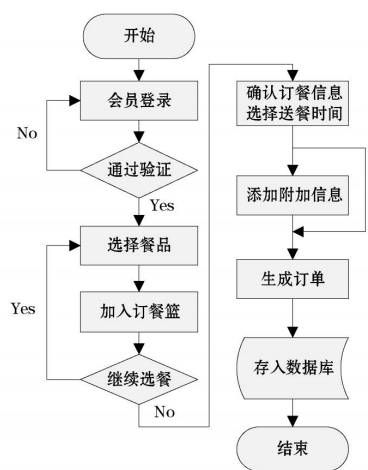 开始
会员登录
No
通过验证
Yes
选择餐品
Yes
加入订餐篮
继续选餐
No
确认订餐信息
选择送餐时间
添加附加信息
生成订单
存入数据库
结束